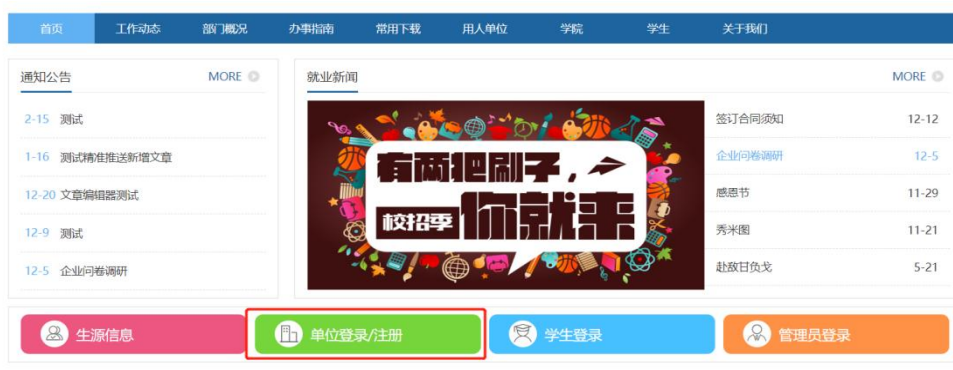 首页 工作动态 部门概况 办事指南 常用下载 用人单位 学院 学生 关于我们
通知公告 MORE
2-15 测试
1-16 测试精准推送新增文章
12-20 文章编辑器测试
12-9 测试
12-5 企业问卷调研
就业新闻 MORE
有两把刷子,
校招季 你就来
签订合同须知 12-12
企业问卷调研 12-5
感恩节 11-29
秀米图 11-21
赴敌甘负戈 5-21
生源信息 单位登录/注册 学生登录 管理员登录